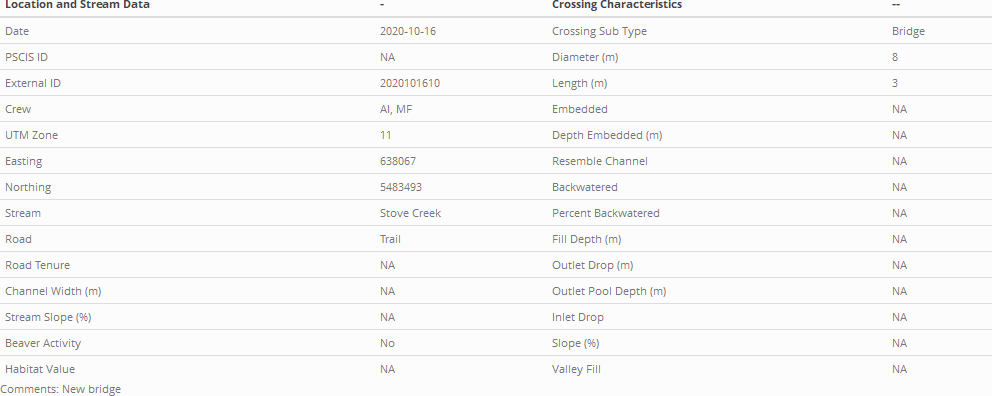 Location and Stream Data - Crossing Characteristics --
Date 2020-10-16 Crossing Sub Type Bridge
PSCIS ID NA Diameter (m) 8
External ID 2020101610 Length (m) 3
Crew AI, MF Embedded NA
UTM Zone 11 Depth Embedded (m) NA
Easting 638067 Resemble Channel NA
Northing 5483493 Backwatered NA
Stream Stove Creek Percent Backwatered NA
Road Trail Fill Depth (m) NA
Road Tenure NA Outlet Drop (m) NA
Channel Width (m) NA Outlet Pool Depth (m) NA
Stream Slope (%) NA Inlet Drop NA
Beaver Activity No Slope (%) NA
Habitat Value NA Valley Fill NA
Comments: New bridge